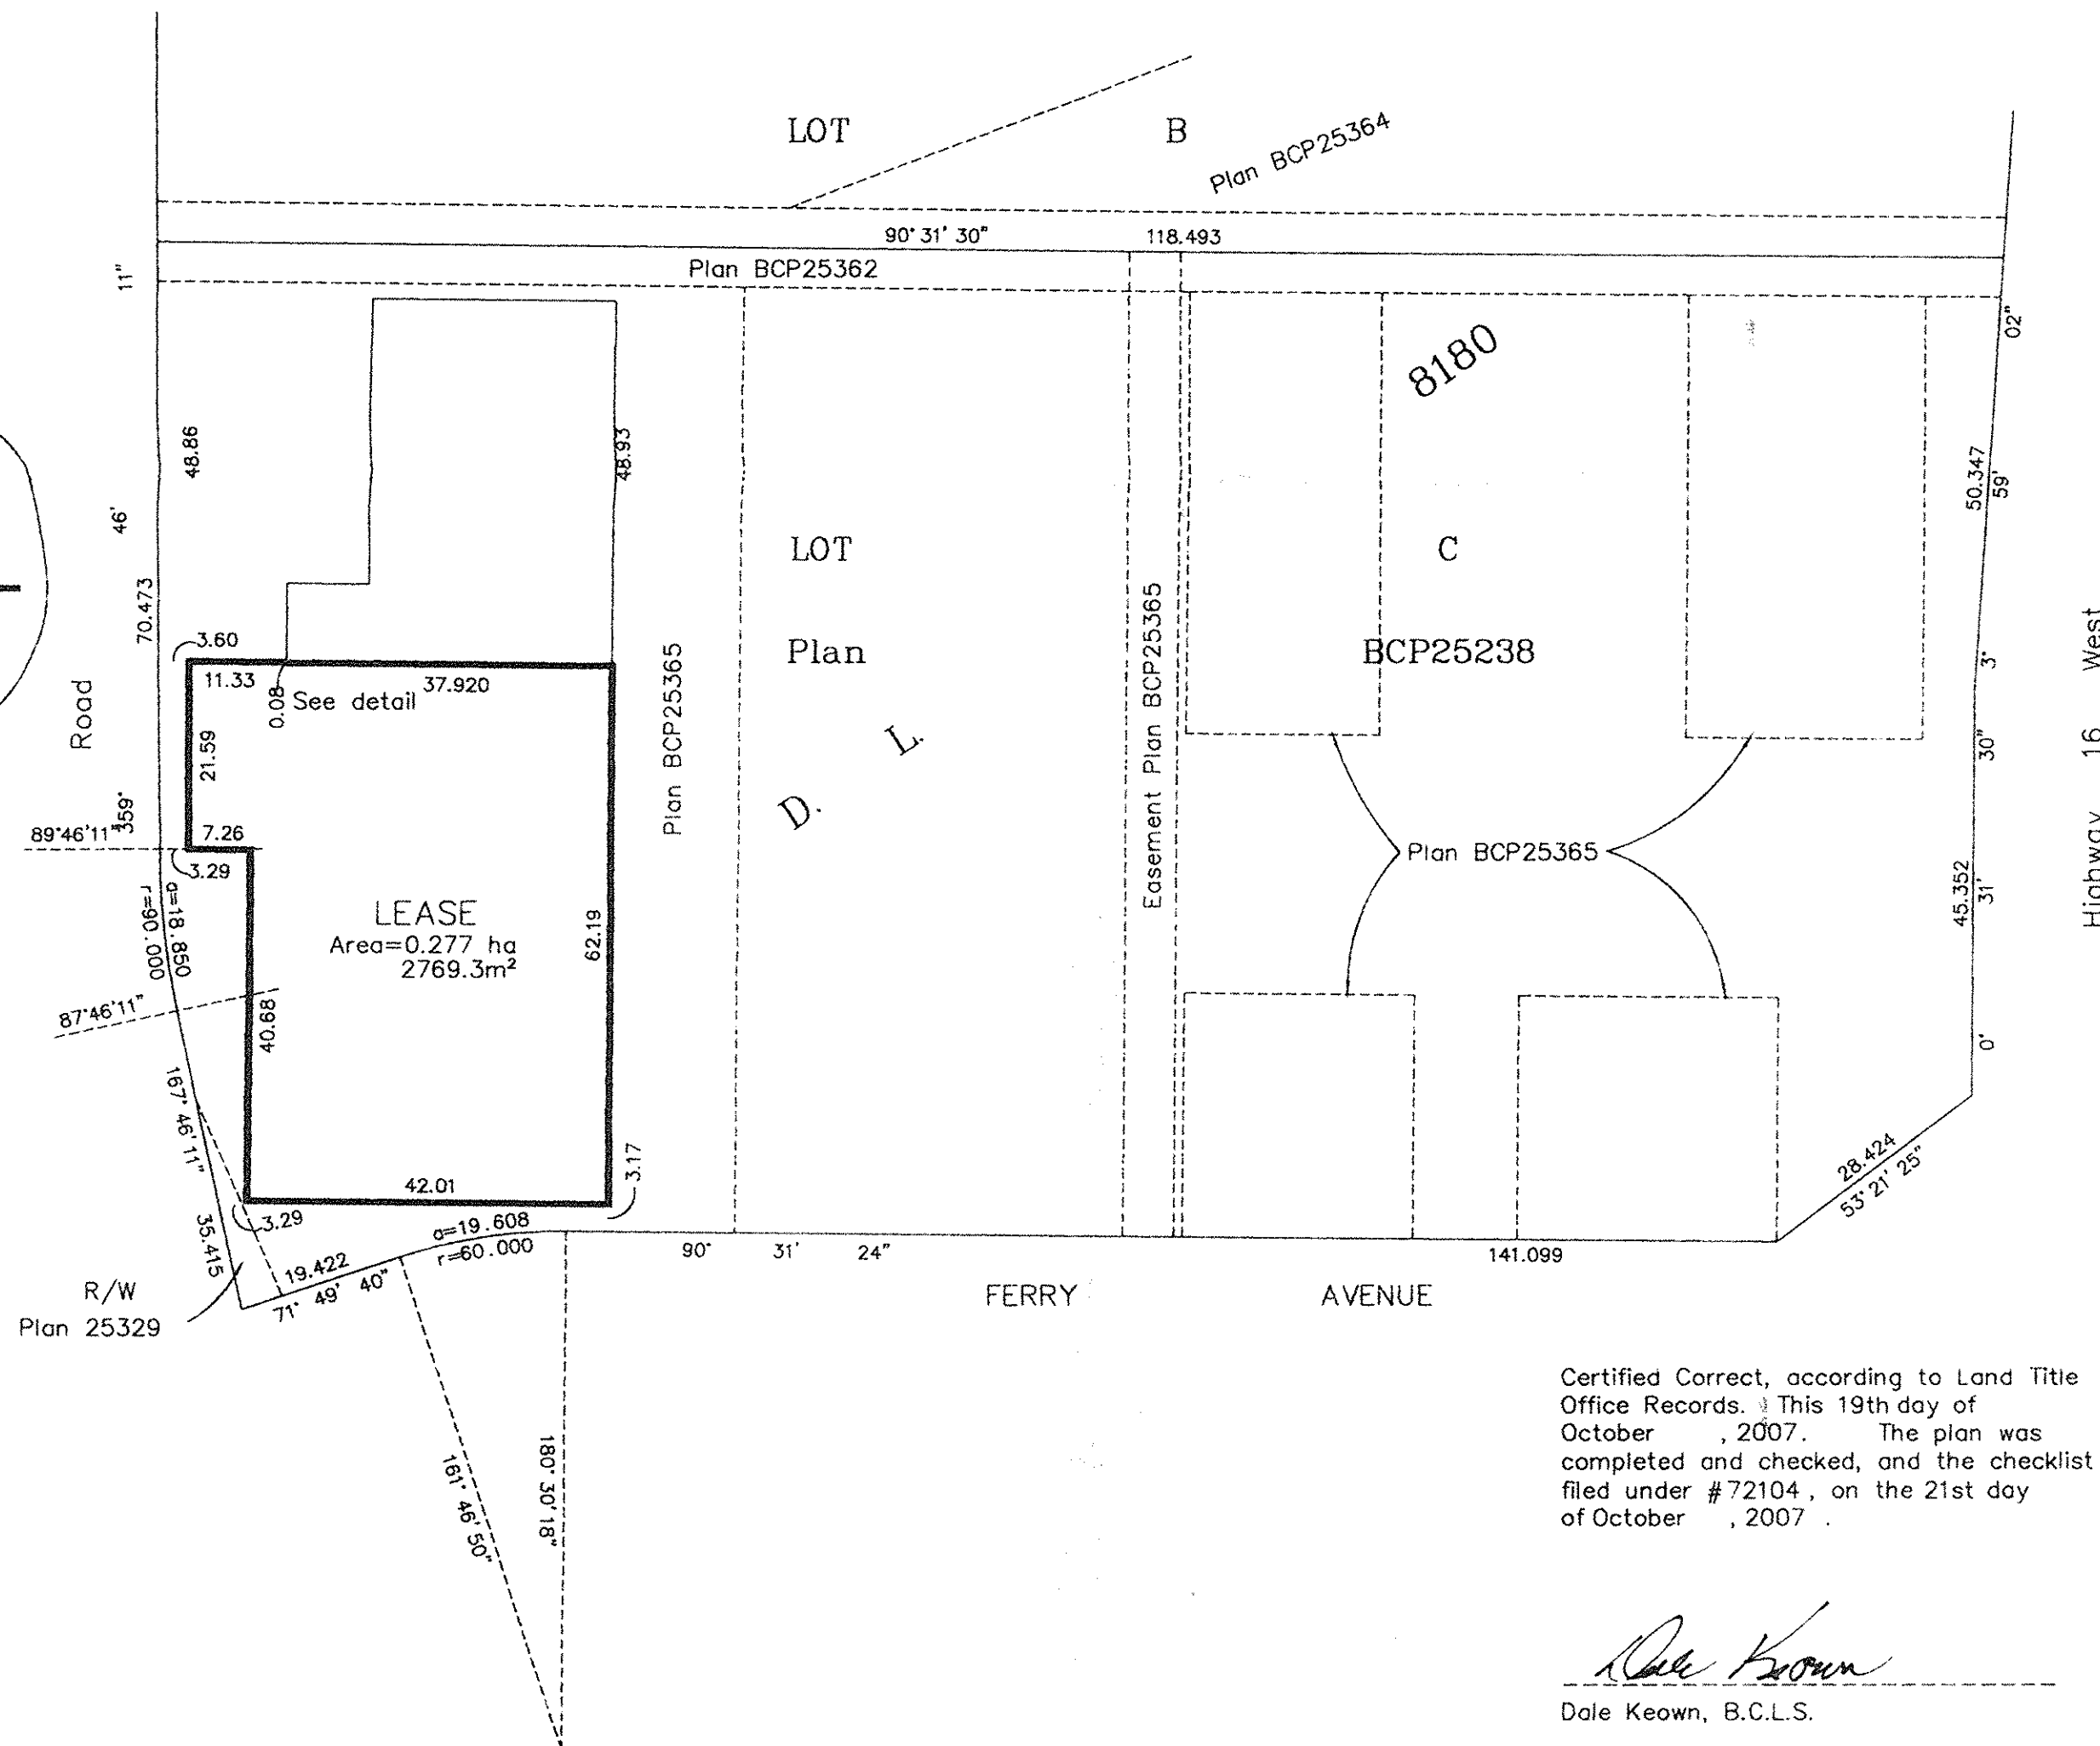 LOT B
Plan BCP25364
90° 31' 30" 118.493
Plan BCP25362
11"
02"
8180
48.86
48.93
50.347
59'
46'
LOT C
70.473
3.60
Plan BCP25238
3°
West
11.33
37.920
0.08
See detail
Road
Plan BCP25365
Easement Plan BCP25365
D. L.
21.59
30"
16
359°
89°46'11"
7.26
3.29
Plan BCP25365
Highway
a=18.850
r=90.000
LEASE
Area=0.277 ha
2769.3m²
62.19
45.352
31'
87°46'11"
40.68
0°
167° 46' 11"
42.01
3.17
28.424
53° 21' 25"
3.29
35.415
a=19.608
r=60.000
90° 31' 24"
141.099
19.422
71° 49' 40"
R/W
Plan 25329
FERRY AVENUE
161° 46' 50"
180° 30' 18"
Certified Correct, according to Land Title
Office Records. This 19th day of
October , 2007. The plan was
completed and checked, and the checklist
filed under #72104, on the 21st day
of October , 2007 .
Dale Keown
Dale Keown, B.C.L.S.